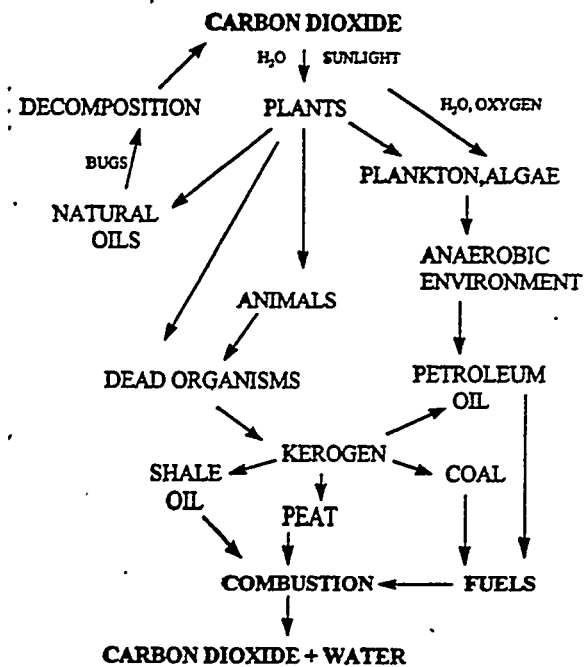 CARBON DIOXIDE
H₂O SUNLIGHT
DECOMPOSITION
PLANTS
H₂O, OXYGEN
BUGS
PLANKTON,ALGAE
NATURAL
OILS
ANAEROBIC
ENVIRONMENT
ANIMALS
DEAD ORGANISMS
PETROLEUM
OIL
KEROGEN
SHALE
OIL
COAL
PEAT
COMBUSTION
FUELS
CARBON DIOXIDE + WATER